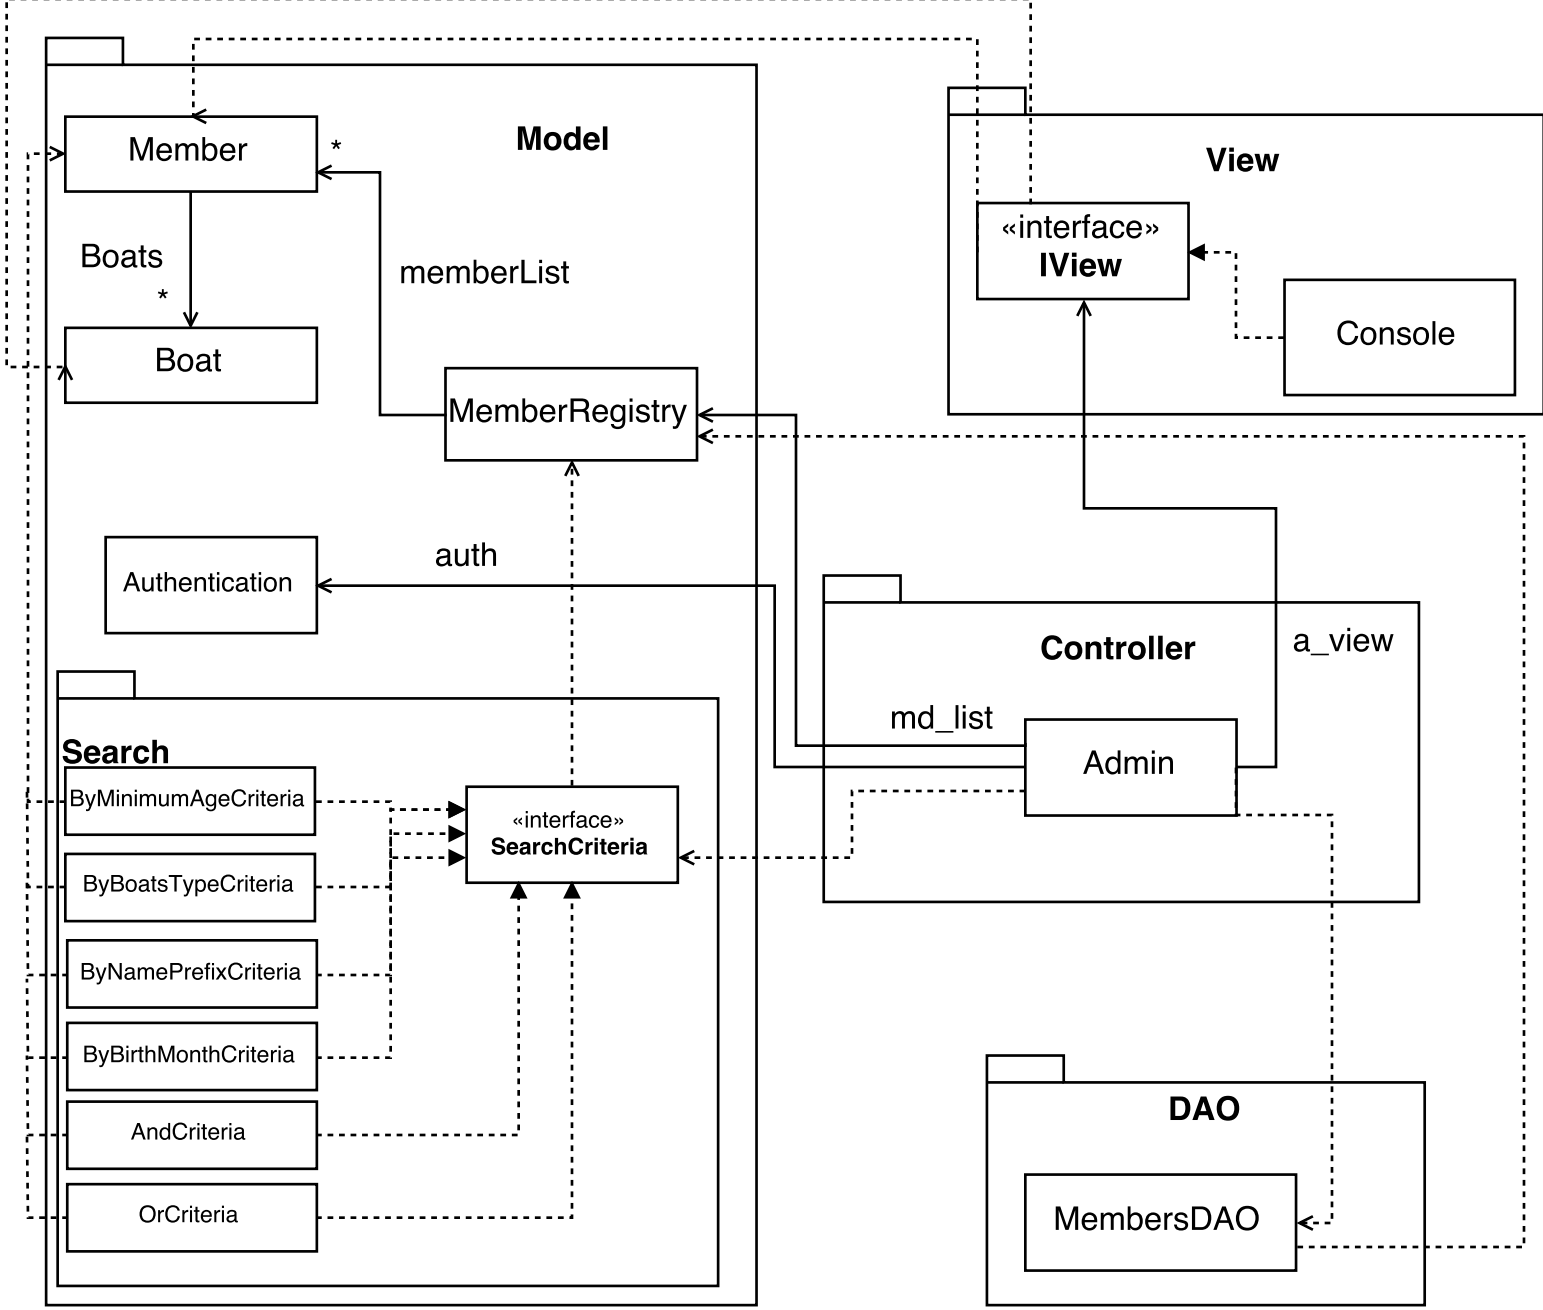 Model
Member
*
View
«interface»
IView
Boats
*
memberList
Console
Boat
MemberRegistry
auth
Authentication
Controller
a_view
md_list
Admin
Search
ByMinimumAgeCriteria
«interface»
SearchCriteria
ByBoatsTypeCriteria
ByNamePrefixCriteria
ByBirthMonthCriteria
AndCriteria
OrCriteria
DAO
MembersDAO